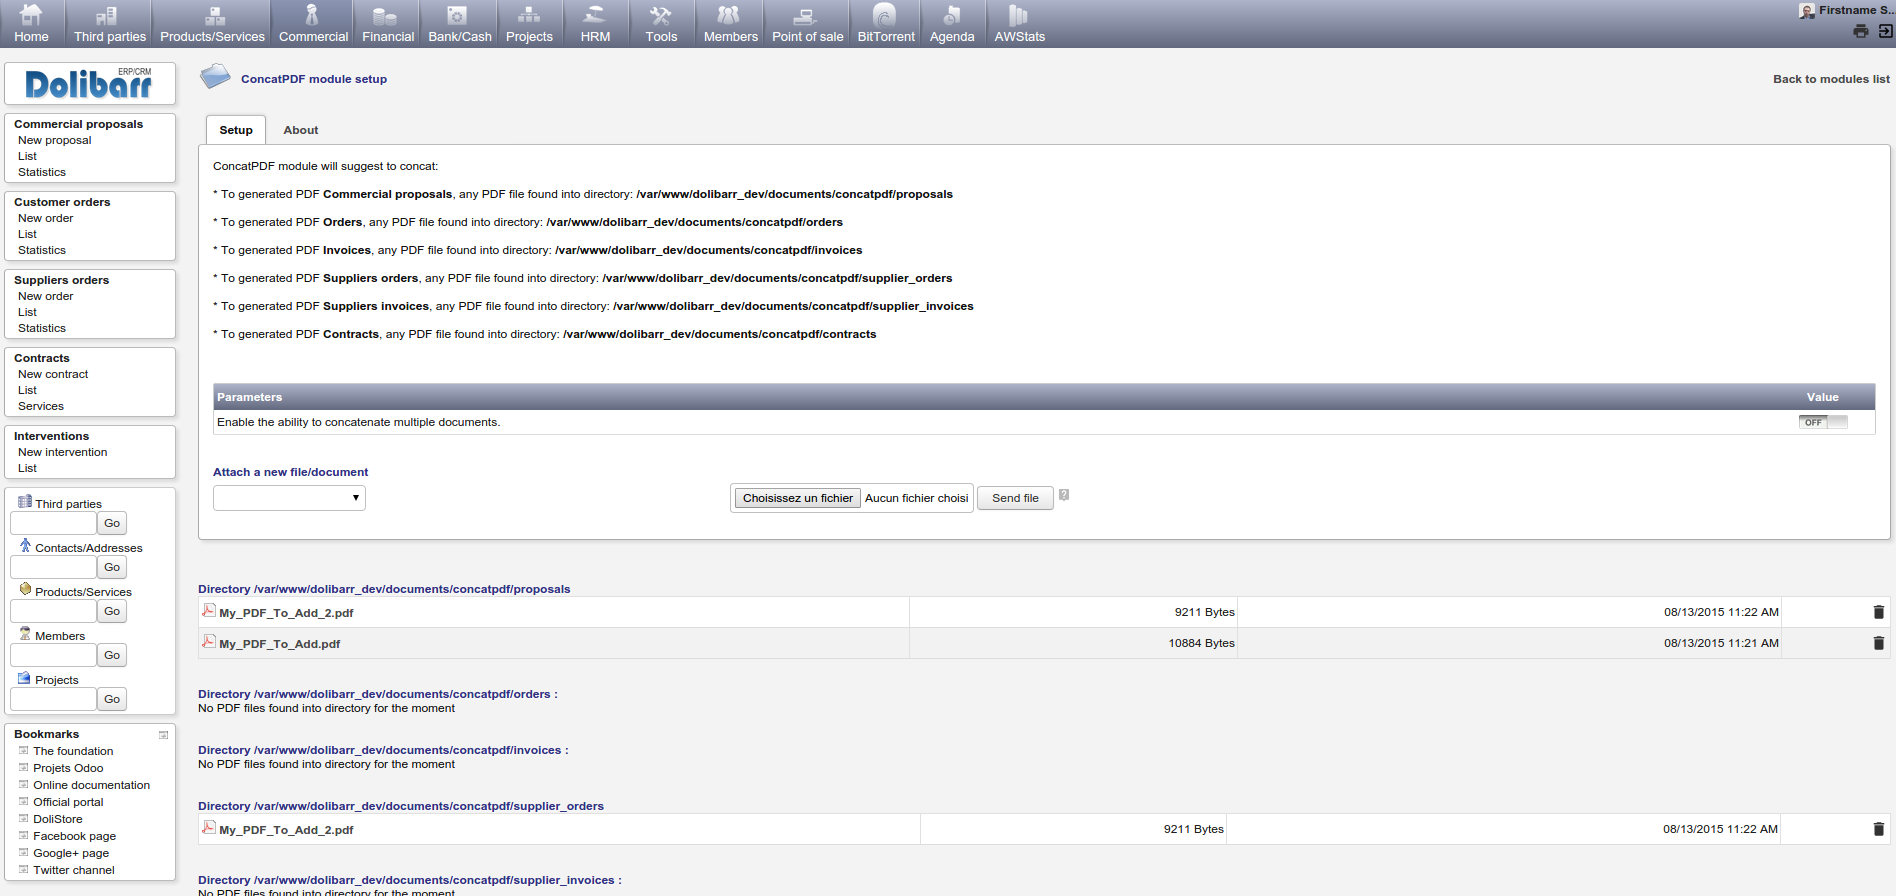 Home Third parties Products/Services Commercial Financial Bank/Cash Projects HRM Tools Members Point of sale BitTorrent Agenda AWStats
Firstname S...
ERP/CRM
Dolibarr
ConcatPDF module setup
Back to modules list
Commercial proposals
New proposal
List
Statistics
Customer orders
New order
List
Statistics
Suppliers orders
New order
List
Statistics
Contracts
New contract
List
Services
Interventions
New intervention
List
Third parties
Go
Contacts/Addresses
Go
Products/Services
Go
Members
Go
Projects
Go
Bookmarks
The foundation
Projets Odoo
Online documentation
Official portal
DoliStore
Facebook page
Google+ page
Twitter channel
Setup About
ConcatPDF module will suggest to concat:
* To generated PDF Commercial proposals, any PDF file found into directory: /var/www/dolibarr_dev/documents/concatpdf/proposals
* To generated PDF Orders, any PDF file found into directory: /var/www/dolibarr_dev/documents/concatpdf/orders
* To generated PDF Invoices, any PDF file found into directory: /var/www/dolibarr_dev/documents/concatpdf/invoices
* To generated PDF Suppliers orders, any PDF file found into directory: /var/www/dolibarr_dev/documents/concatpdf/supplier_orders
* To generated PDF Suppliers invoices, any PDF file found into directory: /var/www/dolibarr_dev/documents/concatpdf/supplier_invoices
* To generated PDF Contracts, any PDF file found into directory: /var/www/dolibarr_dev/documents/concatpdf/contracts
Parameters Value
Enable the ability to concatenate multiple documents. OFF
Attach a new file/document
Choisissez un fichier Aucun fichier choisi Send file ?
Directory /var/www/dolibarr_dev/documents/concatpdf/proposals
My_PDF_To_Add_2.pdf 9211 Bytes 08/13/2015 11:22 AM
My_PDF_To_Add.pdf 10884 Bytes 08/13/2015 11:21 AM
Directory /var/www/dolibarr_dev/documents/concatpdf/orders :
No PDF files found into directory for the moment
Directory /var/www/dolibarr_dev/documents/concatpdf/invoices :
No PDF files found into directory for the moment
Directory /var/www/dolibarr_dev/documents/concatpdf/supplier_orders
My_PDF_To_Add_2.pdf 9211 Bytes 08/13/2015 11:22 AM
Directory /var/www/dolibarr_dev/documents/concatpdf/supplier_invoices :
No PDF files found into directory for the moment